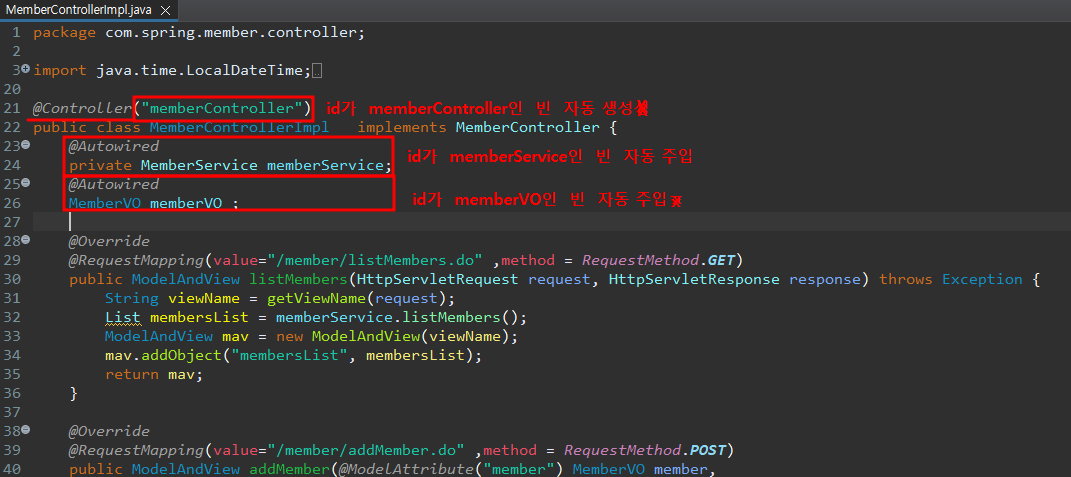 MemberControllerImpl.java
1 package com.spring.member.controller;
2
3 import java.time.LocalDateTime;
20
21 @Controller("memberController") id가 memberController인 빈 자동 생성
22 public class MemberControllerImpl implements MemberController {
23 @Autowired
24 private MemberService memberService; id가 memberService인 빈 자동 주입
25 @Autowired
26 MemberVO memberVO ; id가 memberVO인 빈 자동 주입
27
28 @Override
29 @RequestMapping(value="/member/listMembers.do" ,method = RequestMethod.GET)
30 public ModelAndView listMembers(HttpServletRequest request, HttpServletResponse response) throws Exception {
31 String viewName = getViewName(request);
32 List membersList = memberService.listMembers();
33 ModelAndView mav = new ModelAndView(viewName);
34 mav.addObject("membersList", membersList);
35 return mav;
36 }
37
38 @Override
39 @RequestMapping(value="/member/addMember.do" ,method = RequestMethod.POST)
40 public ModelAndView addMember(@ModelAttribute("member") MemberVO member,